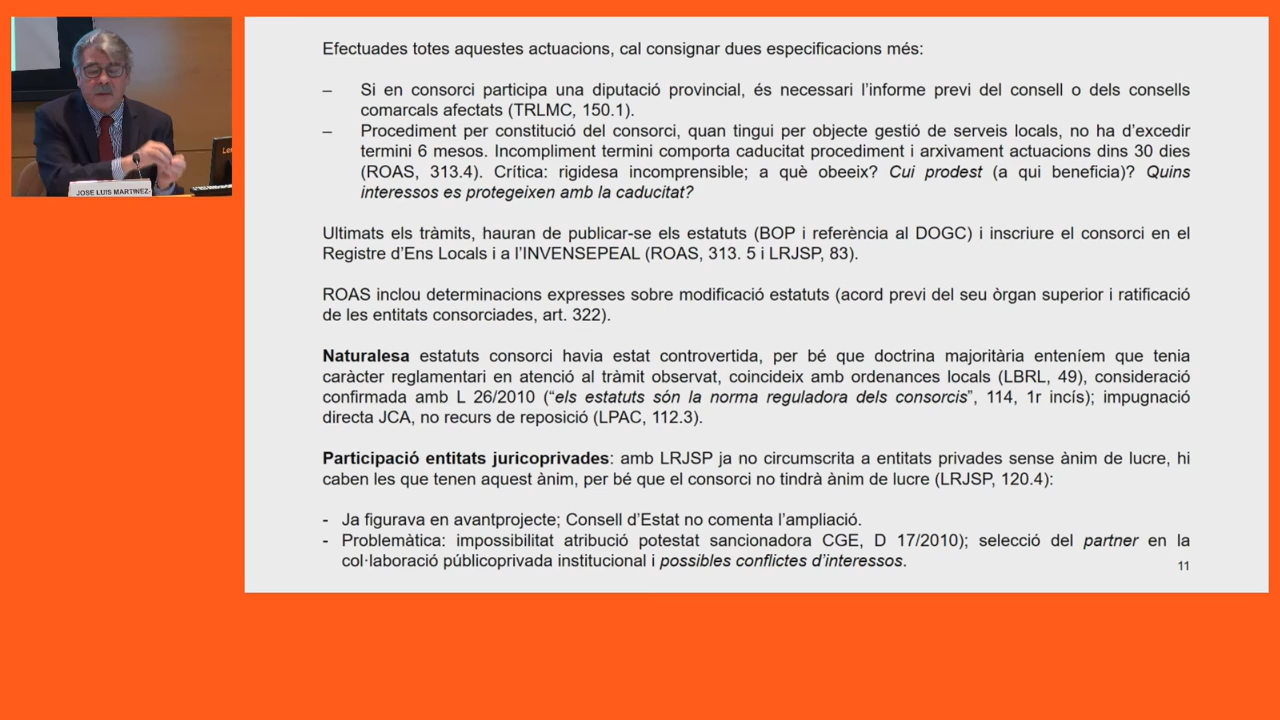 JOSE LUIS MARTINEZ-
Efectuades totes aquestes actuacions, cal consignar dues especificacions més:
– Si en consorci participa una diputació provincial, és necessari l'informe previ del consell o dels consells
comarcals afectats (TRLMC, 150.1).
– Procediment per constitució del consorci, quan tingui per objecte gestió de serveis locals, no ha d'excedir
termini 6 mesos. Incompliment termini comporta caducitat procediment i arxivament actuacions dins 30 dies
(ROAS, 313.4). Crítica: rigidesa incomprensible; a què obeeix? Cui prodest (a qui beneficia)? Quins
interessos es protegeixen amb la caducitat?
Ultimats els tràmits, hauran de publicar-se els estatuts (BOP i referència al DOGC) i inscriure el consorci en el
Registre d'Ens Locals i a l'INVENSEPEAL (ROAS, 313. 5 i LRJSP, 83).
ROAS inclou determinacions expresses sobre modificació estatuts (acord previ del seu òrgan superior i ratificació
de les entitats consorciades, art. 322).
Naturalesa estatuts consorci havia estat controvertida, per bé que doctrina majoritària enteníem que tenia
caràcter reglamentari en atenció al tràmit observat, coincideix amb ordenances locals (LBRL, 49), consideració
confirmada amb L 26/2010 (“els estatuts són la norma reguladora dels consorcis”, 114, 1r incís); impugnació
directa JCA, no recurs de reposició (LPAC, 112.3).
Participació entitats juricoprivades: amb LRJSP ja no circumscrita a entitats privades sense ànim de lucre, hi
caben les que tenen aquest ànim, per bé que el consorci no tindrà ànim de lucre (LRJSP, 120.4):
- Ja figurava en avantprojecte; Consell d'Estat no comenta l'ampliació.
- Problemàtica: impossibilitat atribució potestat sancionadora CGE, D 17/2010); selecció del partner en la
col·laboració públicoprivada institucional i possibles conflictes d'interessos.
11